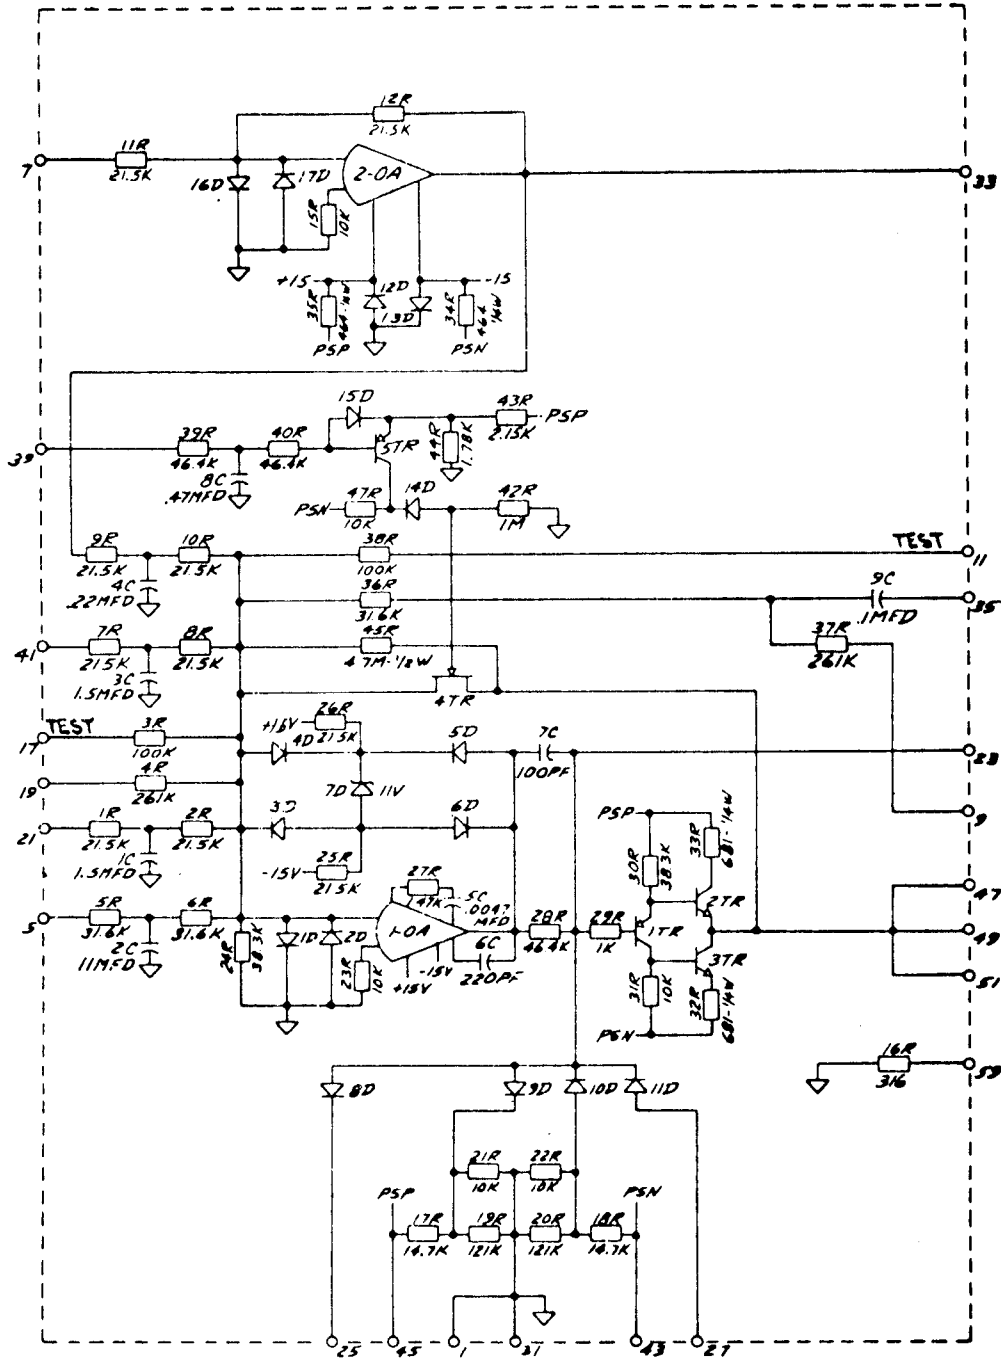 12R
21.5K
11R
7
21.5K
2-OA
33
16D
17D
15R
10K
+15
-15
12D
35R
464-1/4W
13D
34R
464
1/4W
PSP
PSN
15D
43R
PSP
39R
40R
5TR
44R
1.78K
2.15K
39
46.4K
46.4K
8C
.47MFD
47R
14D
42R
PSN
10K
1M
9R
10R
38R
TEST
21.5K
21.5K
100K
11
4C
.22MFD
36R
9C
31.6K
.1MFD
35
7R
8R
45R
37R
41
21.5K
21.5K
4.7M-1/2W
261K
3C
1.5MFD
4TR
TEST
3R
+15V
26R
21.5K
17
100K
4D
5D
7C
100PF
23
4R
19
261K
7D
11V
9
1R
2R
3D
6D
PSP
21
21.5K
21.5K
1C
1.5MFD
-15V
25R
21.5K
30R
38.3K
33R
681-1/4W
27R
47K
5C
.0047
MFD
47
5R
6R
2TR
5
31.6K
31.6K
1D
2D
1-OA
28R
46.4K
29R
1K
1TR
49
2C
11MFD
24R
38.3K
6C
220PF
3TR
23R
10K
-15V
+15V
31R
10K
32R
681-1/4W
51
PSN
16R
316
59
8D
9D
10D
11D
21R
22R
10K
10K
PSP
PSN
17R
19R
20R
18R
14.7K
121K
121K
14.7K
25
45
1
31
43
27